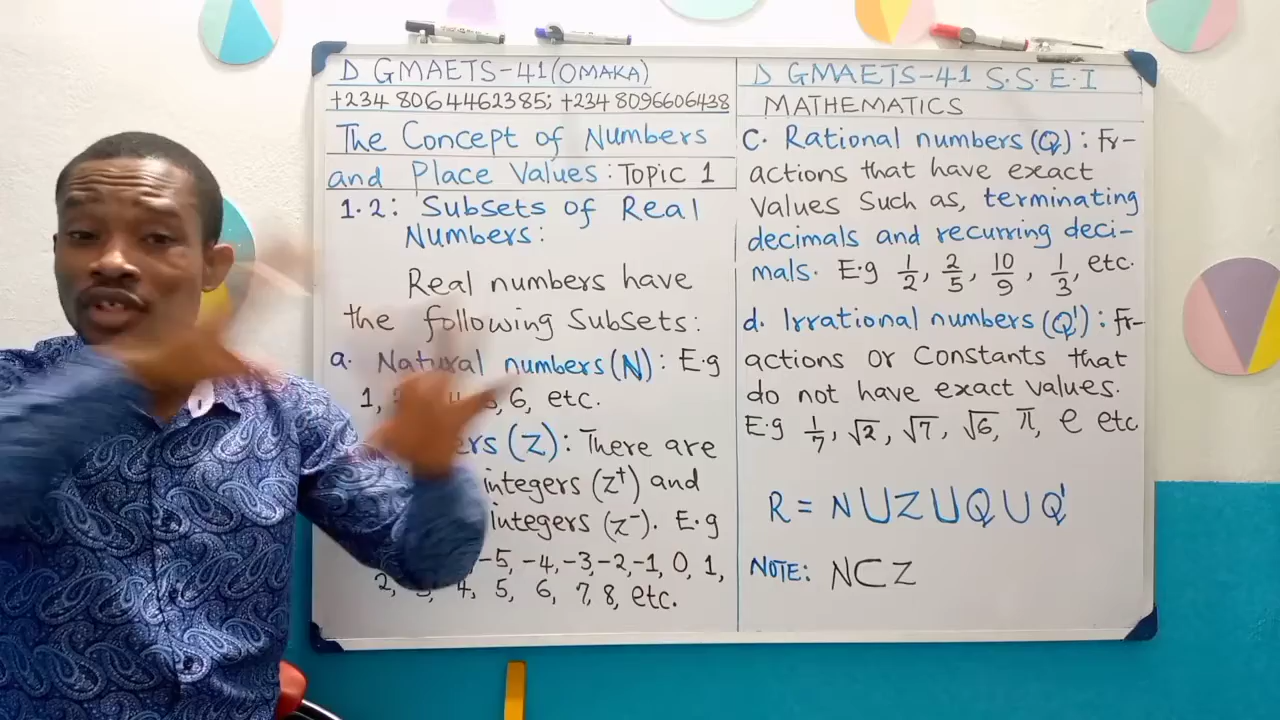 D GMAETS-41 (OMAKA)
+234 8064462385; +234 8096606438
The Concept of Numbers
and Place Values: Topic 1
1.2: Subsets of Real
Numbers:
Real numbers have
the following Subsets:
a. Natural numbers (N): E.g
1, 6, etc.
(Z): There are
integers (Z⁺) and
integers (Z⁻). E.g
-5, -4, -3, -2, -1, 0, 1,
2, 4, 5, 6, 7, 8, etc.
D GMAETS-41 S.S.E.I
MATHEMATICS
C. Rational numbers (Q): Fr-
actions that have exact
Values Such as, terminating
decimals and recurring deci-
mals. E.g 1/2, 2/5, 10/9, 1/3, etc.
d. Irrational numbers (Q'): Fr-
actions or Constants that
do not have exact values.
E.g 1/7, √2, √7, √6, π, e etc
R = N ∪ Z ∪ Q ∪ Q'
NOTE: N ⊂ Z